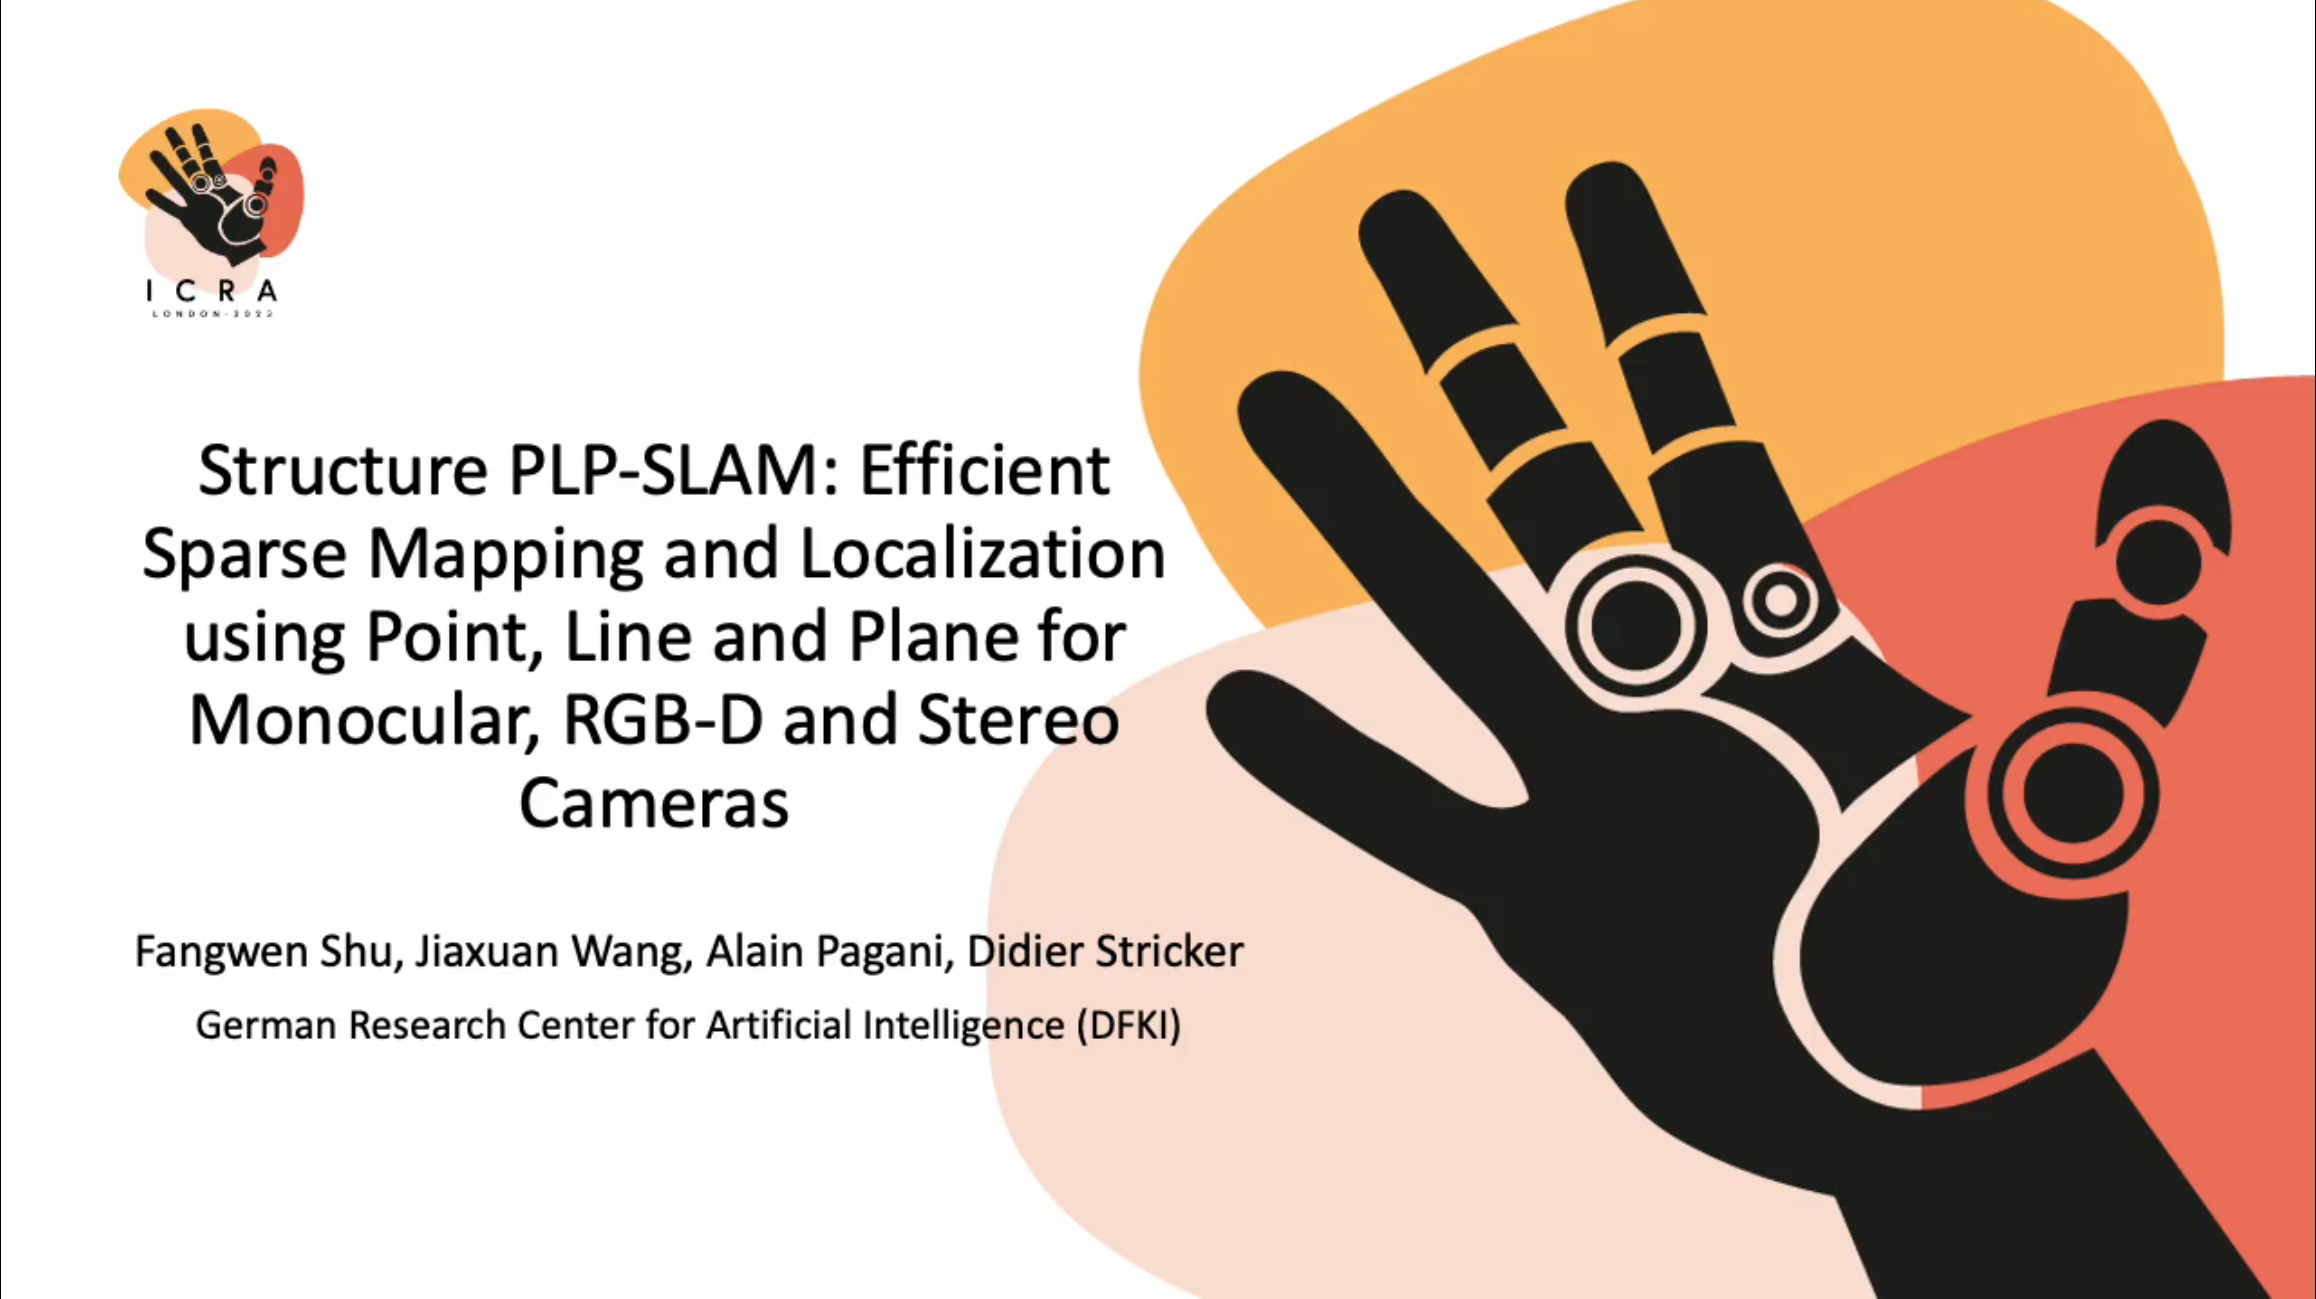 ICRA
LONDON-2023
Structure PLP-SLAM: Efficient
Sparse Mapping and Localization
using Point, Line and Plane for
Monocular, RGB-D and Stereo
Cameras
Fangwen Shu, Jiaxuan Wang, Alain Pagani, Didier Stricker
German Research Center for Artificial Intelligence (DFKI)